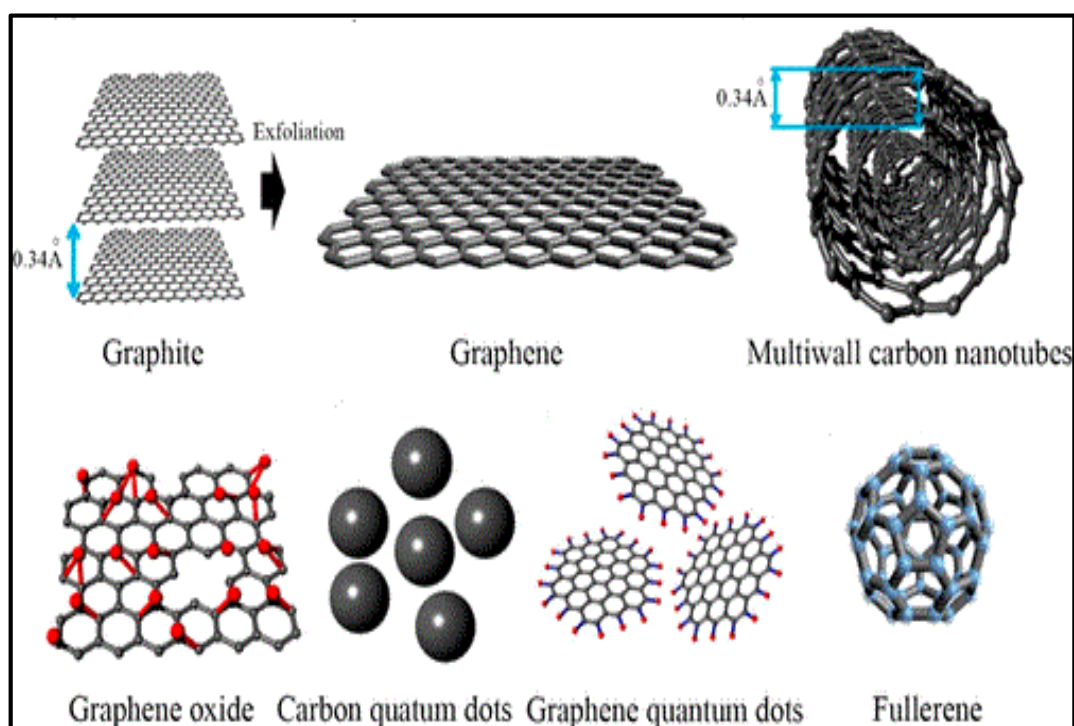 Exfoliation
0.34Å
0.34Å
Graphite
Graphene
Multiwall carbon nanotubes
Graphene oxide
Carbon quatum dots
Graphene quantum dots
Fullerene